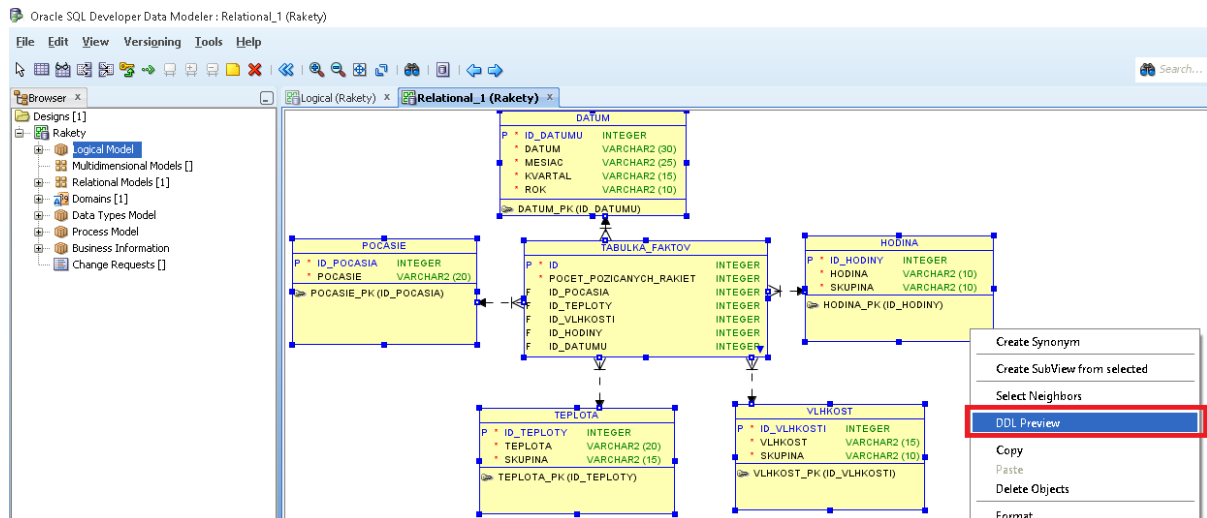 Oracle SQL Developer Data Modeler : Relational_1 (Rakety)
File Edit View Versigning Tools Help
Search...
Browser x
Logical (Rakety) x
Relational_1 (Rakety) x
Designs [1]
Rakety
Logical Model
Multidimensional Models []
Relational Models [1]
Domains [1]
Data Types Model
Process Model
Business Information
Change Requests []
DATUM
P * ID_DATUMU INTEGER
* DATUM VARCHAR2 (30)
* MESIAC VARCHAR2 (25)
* KVARTAL VARCHAR2 (15)
* ROK VARCHAR2 (10)
DATUM_PK (ID_DATUMU)
POCASIE
P * ID_POCASIA INTEGER
* POCASIE VARCHAR2 (20)
POCASIE_PK (ID_POCASIA)
TABULKA_FAKTOV
P * ID INTEGER
* POCET_POZICANYCH_RAKIET INTEGER
F ID_POCASIA INTEGER
F ID_TEPLOTY INTEGER
F ID_VLHKOSTI INTEGER
F ID_HODINY INTEGER
F ID_DATUMU INTEGER
HODINA
P * ID_HODINY INTEGER
* HODINA VARCHAR2 (10)
* SKUPINA VARCHAR2 (10)
HODINA_PK (ID_HODINY)
TEPLOTA
P * ID_TEPLOTY INTEGER
* TEPLOTA VARCHAR2 (20)
* SKUPINA VARCHAR2 (15)
TEPLOTA_PK (ID_TEPLOTY)
VLHKOST
P * ID_VLHKOSTI INTEGER
* VLHKOST VARCHAR2 (15)
* SKUPINA VARCHAR2 (10)
VLHKOST_PK (ID_VLHKOSTI)
Create Synonym
Create SubView from selected
Select Neighbors
DDL Preview
Copy
Paste
Delete Objects
Format